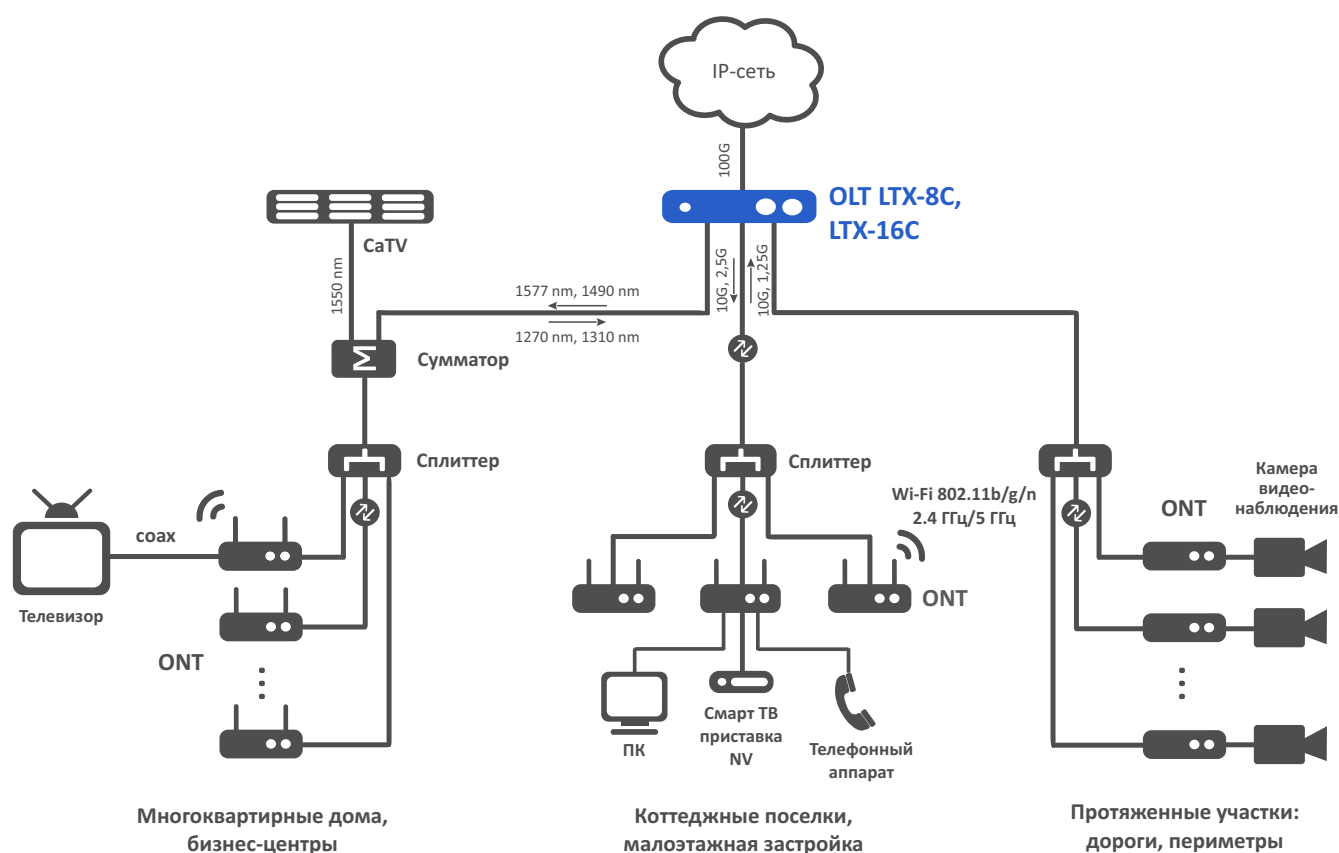 IP-сеть
100G
OLT LTX-8C,
LTX-16C
CaTV
1550 nm
1577 nm, 1490 nm
1270 nm, 1310 nm
10G, 2,5G
10G, 1,25G
Сумматор
Сплиттер
Сплиттер
Wi-Fi 802.11b/g/n
2.4 ГГц/5 ГГц
Камера
видео-
наблюдения
ONT
coax
Телевизор
ONT
ONT
ПК
Смарт ТВ
приставка
NV
Телефонный
аппарат
Многоквартирные дома,
бизнес-центры
Коттеджные поселки,
малоэтажная застройка
Протяженные участки:
дороги, периметры